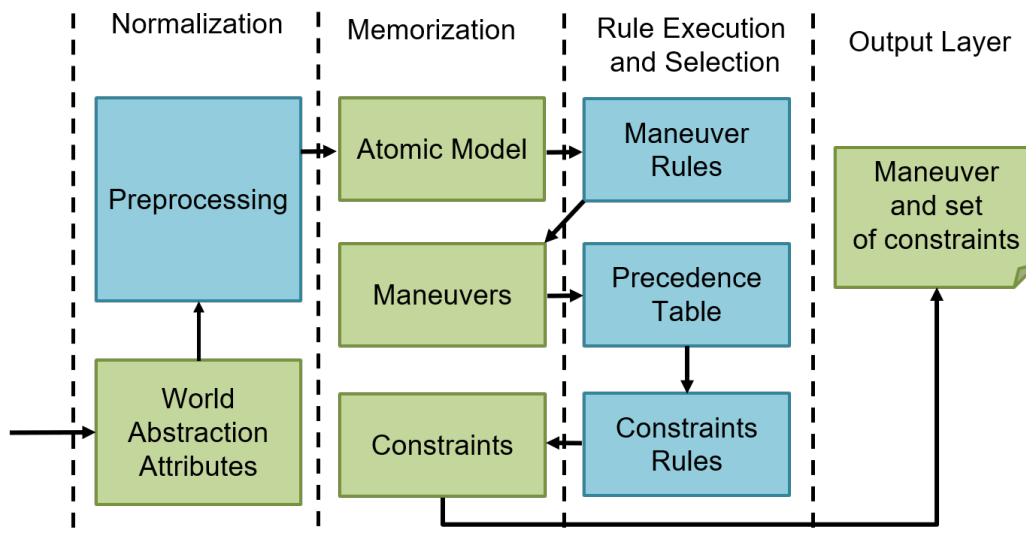 Normalization
Memorization
Rule Execution
and Selection
Output Layer
Preprocessing
Atomic Model
Maneuver
Rules
Maneuver
and set
of constraints
Maneuvers
Precedence
Table
World
Abstraction
Attributes
Constraints
Constraints
Rules